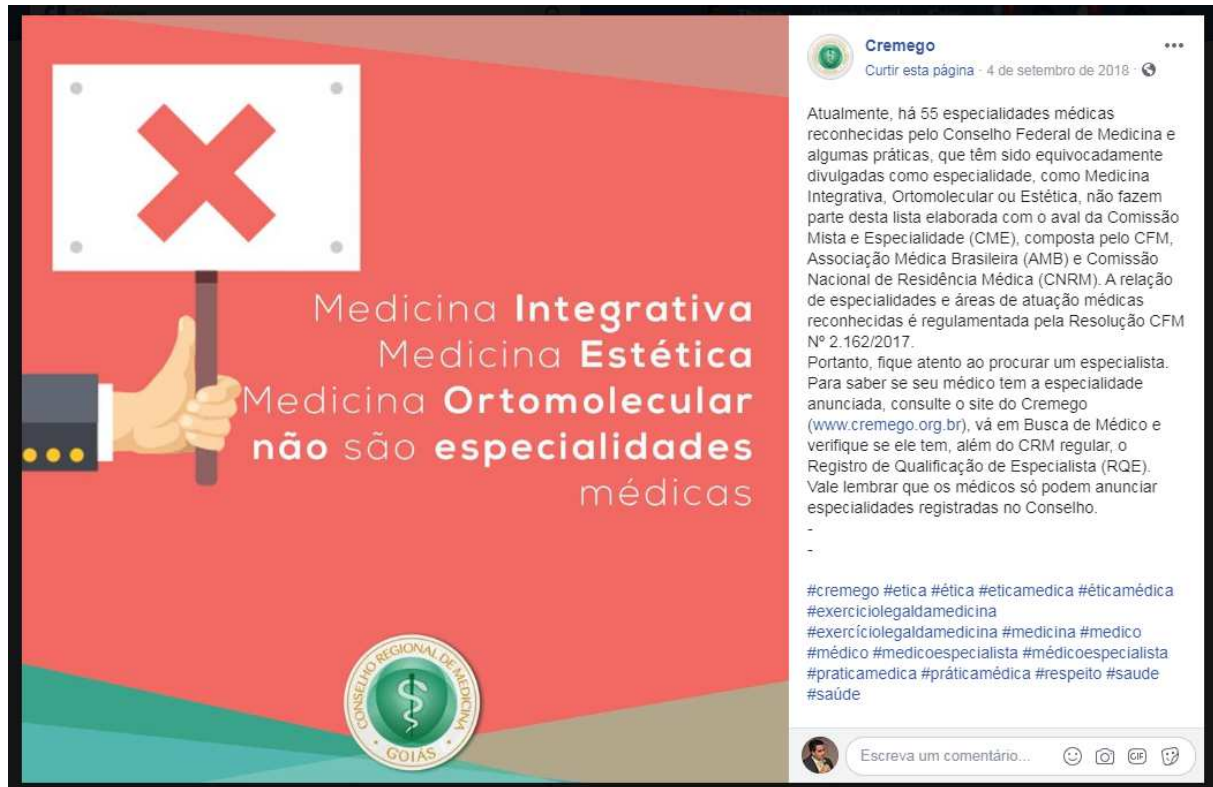 Medicina Integrativa
Medicina Estética
Medicina Ortomolecular
não são especialidades
médicas
CONSELHO REGIONAL DE MEDICINA
GOIÁS
Cremego
Curtir esta página · 4 de setembro de 2018 ·
Atualmente, há 55 especialidades médicas
reconhecidas pelo Conselho Federal de Medicina e
algumas práticas, que têm sido equivocadamente
divulgadas como especialidade, como Medicina
Integrativa, Ortomolecular ou Estética, não fazem
parte desta lista elaborada com o aval da Comissão
Mista e Especialidade (CME), composta pelo CFM,
Associação Médica Brasileira (AMB) e Comissão
Nacional de Residência Médica (CNRM). A relação
de especialidades e áreas de atuação médicas
reconhecidas é regulamentada pela Resolução CFM
Nº 2.162/2017.
Portanto, fique atento ao procurar um especialista.
Para saber se seu médico tem a especialidade
anunciada, consulte o site do Cremego
(www.cremego.org.br), vá em Busca de Médico e
verifique se ele tem, além do CRM regular, o
Registro de Qualificação de Especialista (RQE).
Vale lembrar que os médicos só podem anunciar
especialidades registradas no Conselho.
-
-
#cremego #etica #ética #eticamedica #éticamédica
#exerciciolegaldamedicina
#exercíciolegaldamedicina #medicina #medico
#médico #medicoespecialista #médicoespecialista
#praticamedica #práticamédica #respeito #saude
#saúde
Escreva um comentário...
GIF